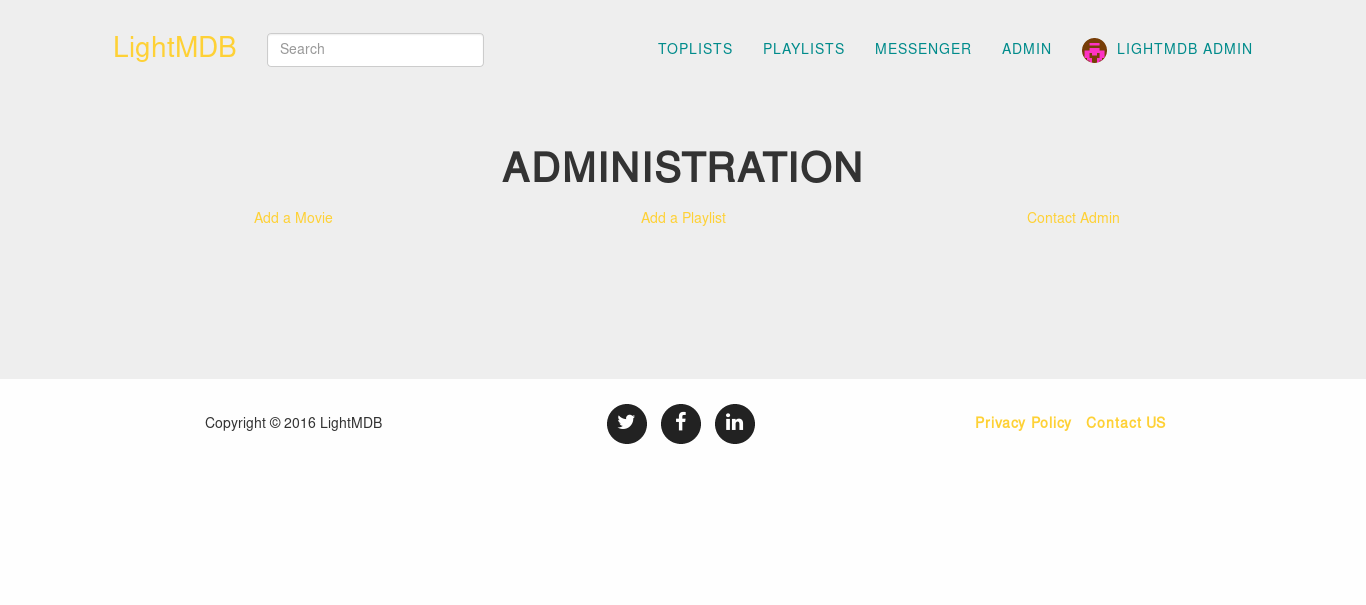 LightMDB
Search
TOPLISTS
PLAYLISTS
MESSENGER
ADMIN
LIGHTMDB ADMIN
ADMINISTRATION
Add a Movie
Add a Playlist
Contact Admin
Copyright © 2016 LightMDB
Privacy Policy
Contact US